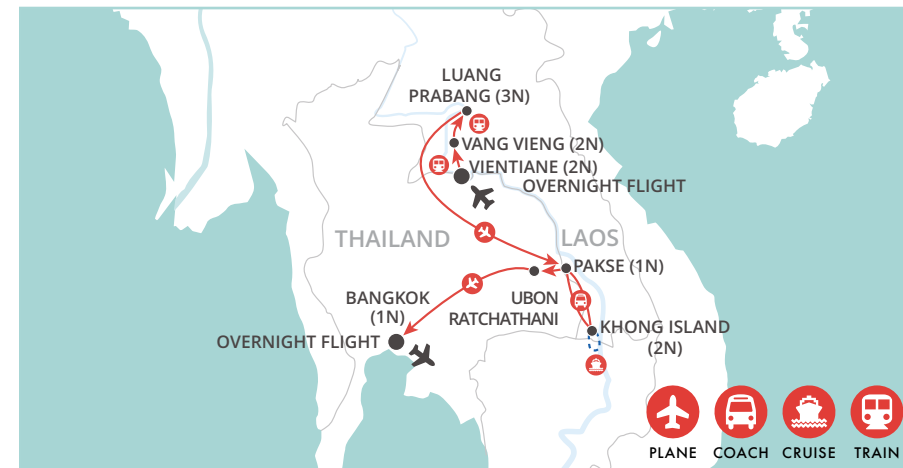 LUANG
PRABANG (3N)
VANG VIENG (2N)
VIENTIANE (2N)
OVERNIGHT FLIGHT
THAILAND
LAOS
PAKSE (1N)
BANGKOK
(1N)
UBON
RATCHATHANI
OVERNIGHT FLIGHT
KHONG ISLAND
(2N)
PLANE
COACH
CRUISE
TRAIN